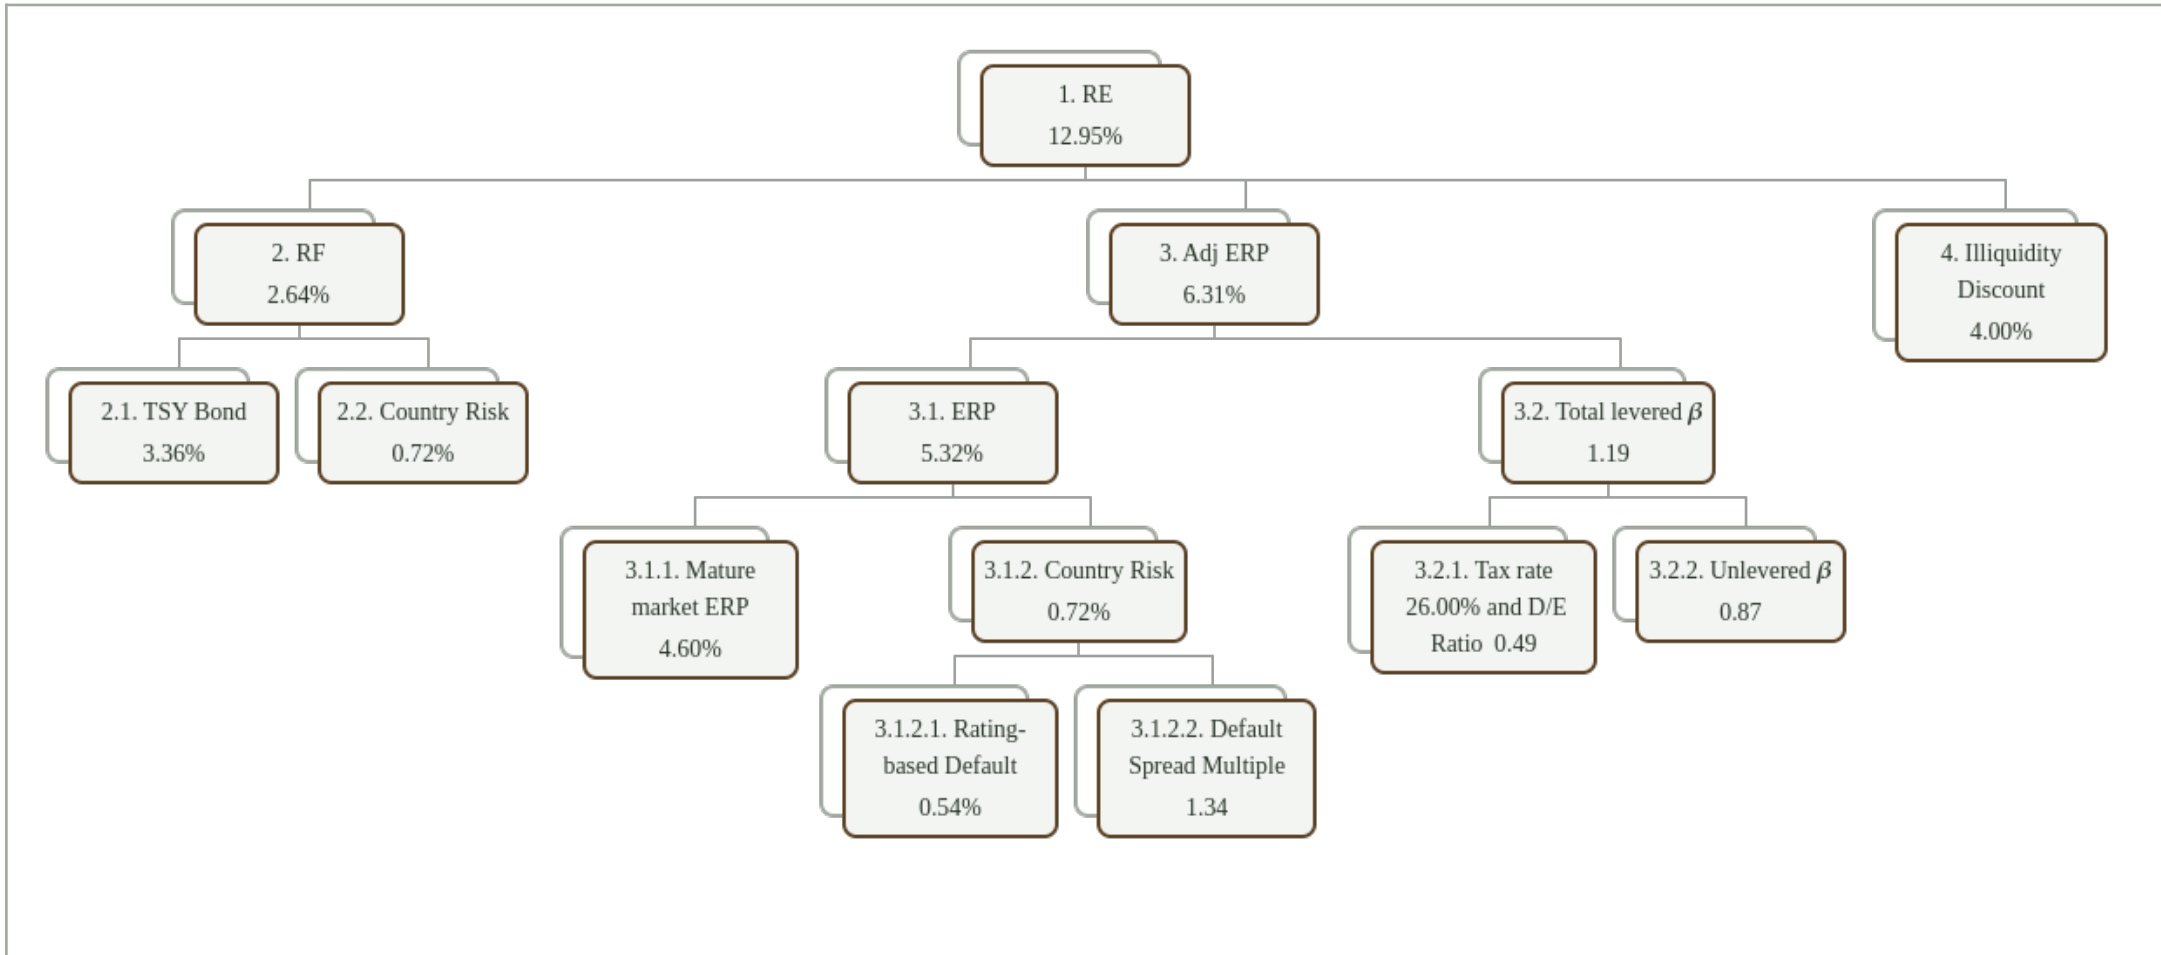 1. RE
12.95%
2. RF
2.64%
3. Adj ERP
6.31%
4. Illiquidity
Discount
4.00%
2.1. TSY Bond
3.36%
2.2. Country Risk
0.72%
3.1. ERP
5.32%
3.2. Total levered β
1.19
3.1.1. Mature
market ERP
4.60%
3.1.2. Country Risk
0.72%
3.2.1. Tax rate
26.00% and D/E
Ratio 0.49
3.2.2. Unlevered β
0.87
3.1.2.1. Rating-
based Default
0.54%
3.1.2.2. Default
Spread Multiple
1.34